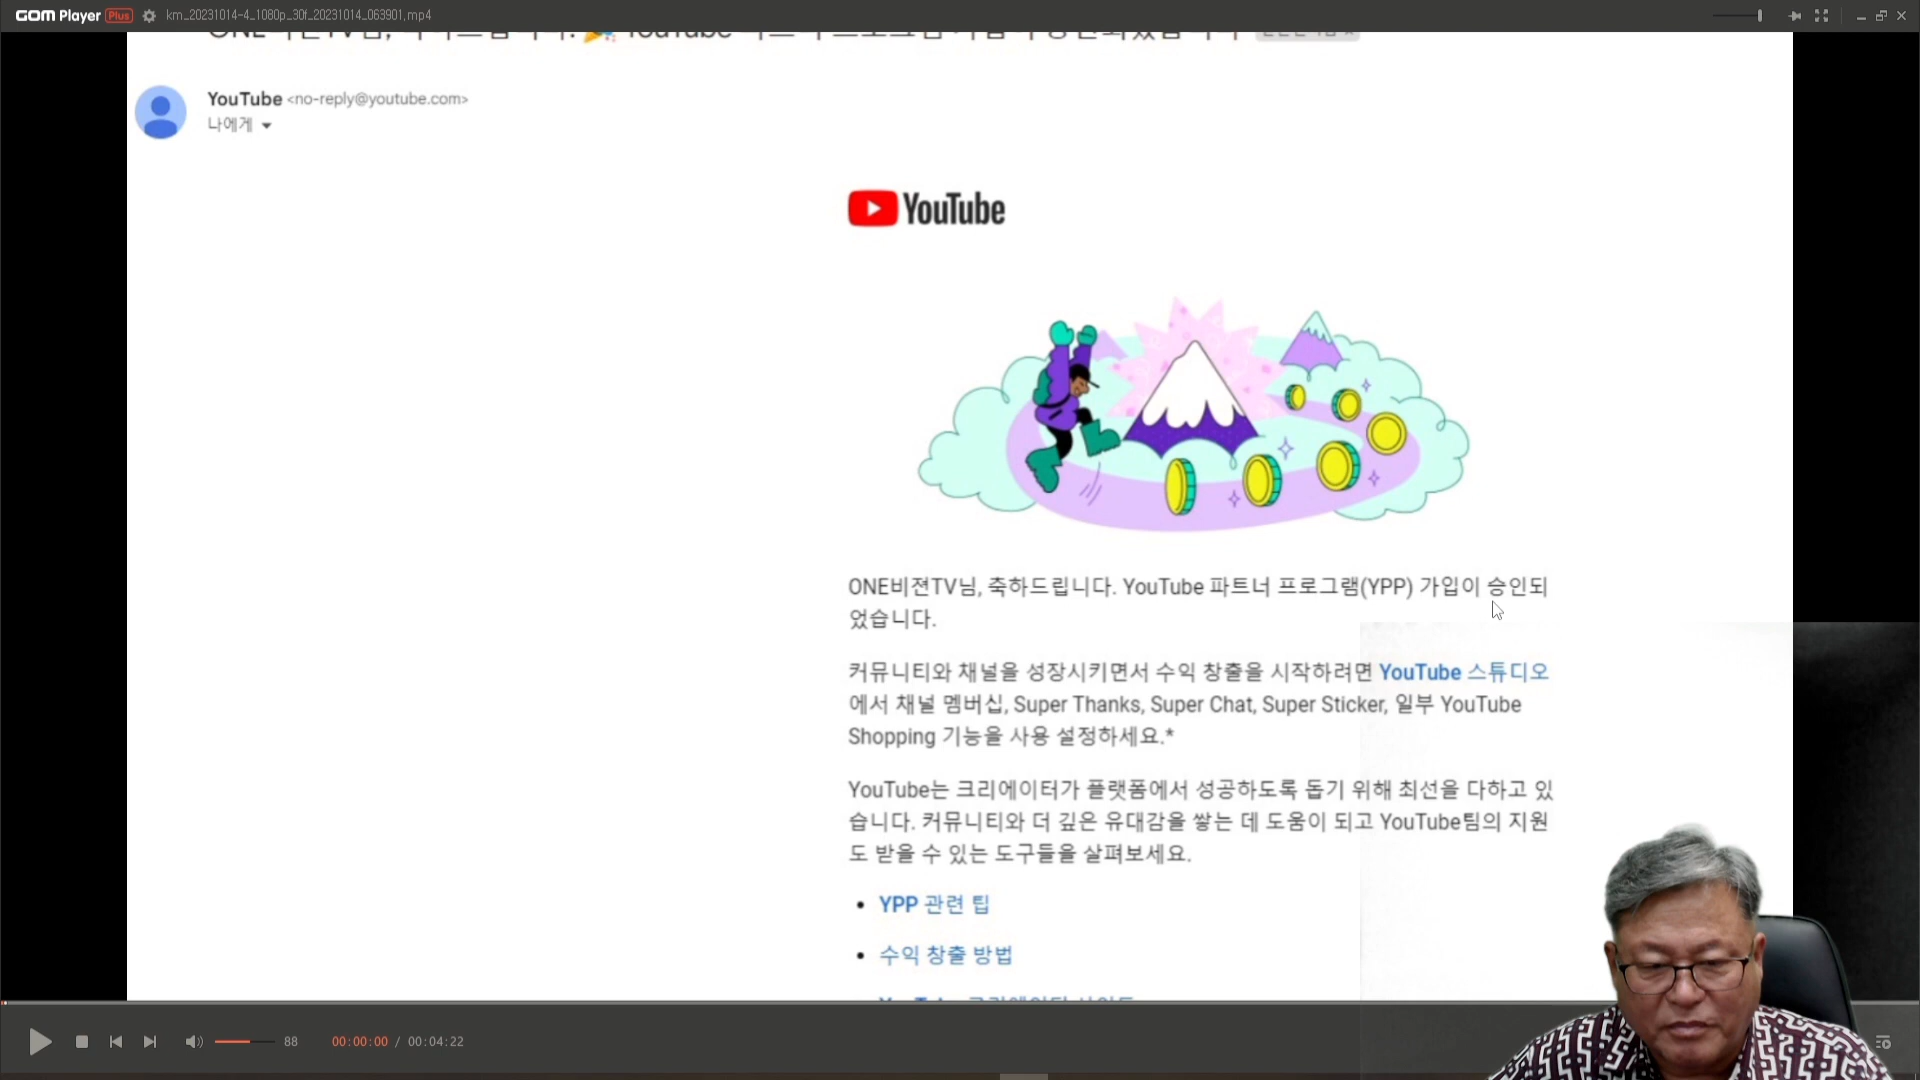 GOM Player Plus km_20231014-4_1080p_30f_20231014_063901.mp4
YouTube <no-reply@youtube.com>
나에게
YouTube
ONE비젼TV님, 축하드립니다. YouTube 파트너 프로그램(YPP) 가입이 승인되
었습니다.
커뮤니티와 채널을 성장시키면서 수익 창출을 시작하려면 YouTube 스튜디오
에서 채널 멤버십, Super Thanks, Super Chat, Super Sticker, 일부 YouTube
Shopping 기능을 사용 설정하세요.*
YouTube는 크리에이터가 플랫폼에서 성공하도록 돕기 위해 최선을 다하고 있
습니다. 커뮤니티와 더 깊은 유대감을 쌓는 데 도움이 되고 YouTube팀의 지원
도 받을 수 있는 도구들을 살펴보세요.
• YPP 관련 팁
• 수익 창출 방법
88 00:00:00 / 00:04:22